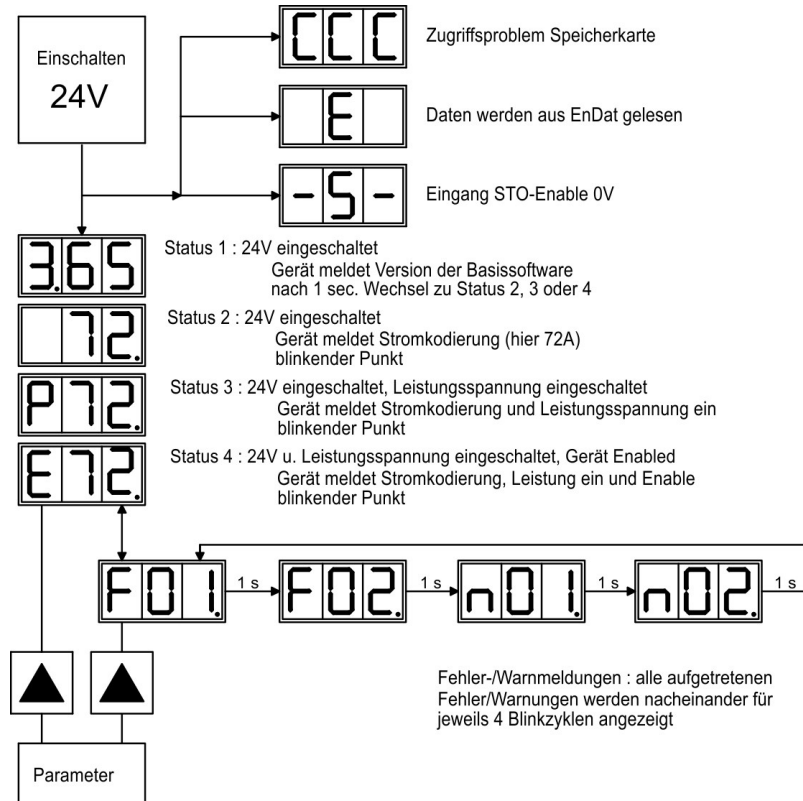 Einschalten
24V
CCC
Zugriffsproblem Speicherkarte
E
Daten werden aus EnDat gelesen
-S-
Eingang STO-Enable 0V
3.65
Status 1 : 24V eingeschaltet
Gerät meldet Version der Basissoftware
nach 1 sec. Wechsel zu Status 2, 3 oder 4
72.
Status 2 : 24V eingeschaltet
Gerät meldet Stromkodierung (hier 72A)
blinkender Punkt
P72.
Status 3 : 24V eingeschaltet, Leistungsspannung eingeschaltet
Gerät meldet Stromkodierung und Leistungsspannung ein
blinkender Punkt
E72.
Status 4 : 24V u. Leistungsspannung eingeschaltet, Gerät Enabled
Gerät meldet Stromkodierung, Leistung ein und Enable
blinkender Punkt
F01.
1 s
F02.
1 s
n01.
1 s
n02.
1 s
Fehler-/Warnmeldungen : alle aufgetretenen
Fehler/Warnungen werden nacheinander für
jeweils 4 Blinkzyklen angezeigt
Parameter